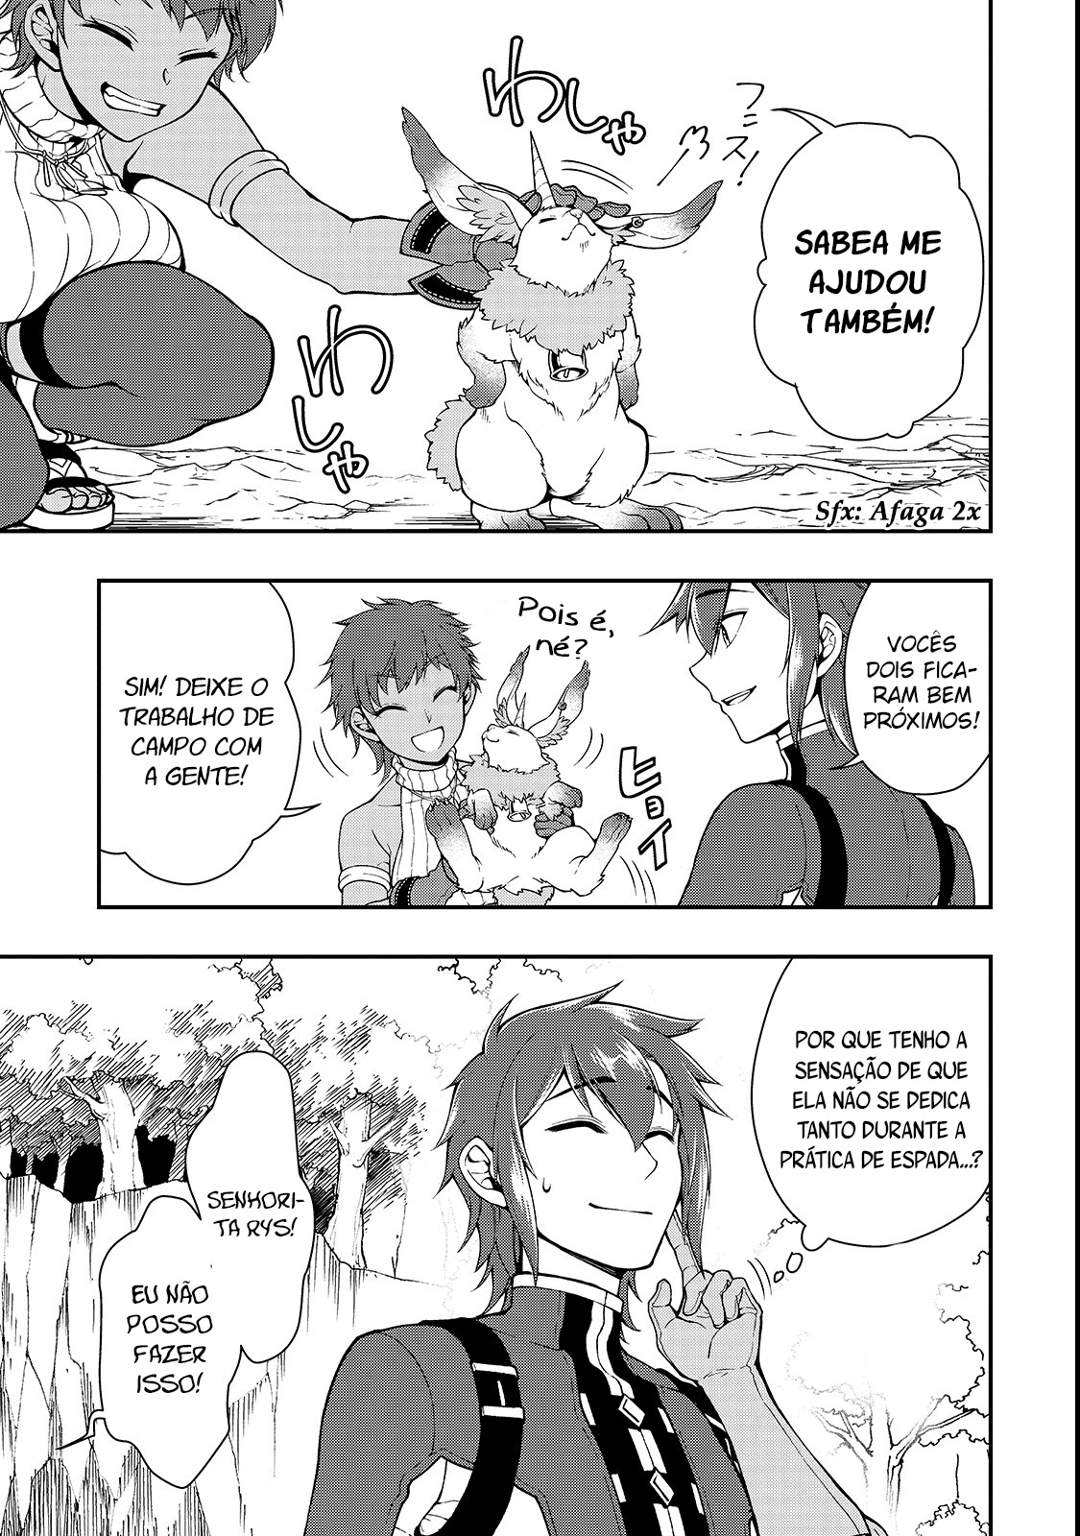 フンス!
SABEA ME
AJUDOU
TAMBÉM!
わしゃ
わしゃ
Sfx: Afaga 2x
VOCÊS
DOIS FICA-
RAM BEM
PRÓXIMOS!
Pois é,
né?
ヒョイ
SIM! DEIXE O
TRABALHO DE
CAMPO COM
A GENTE!
POR QUE TENHO A
SENSAÇÃO DE QUE
ELA NÃO SE DEDICA
TANTO DURANTE A
PRÁTICA DE ESPADA...?
SENHORI-
TA RYS!
EU NÃO
POSSO
FAZER
ISSO!